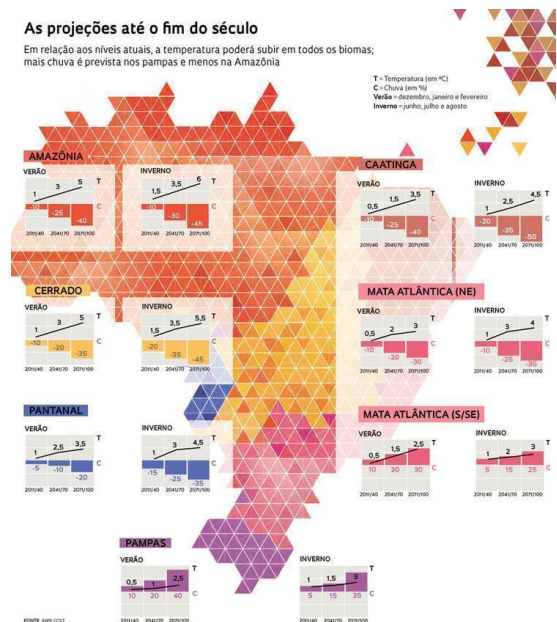 As projeções até o fim do século
Em relação aos níveis atuais, a temperatura poderá subir em todos os biomas;
mais chuva é prevista nos pampas e menos na Amazônia
T = Temperatura (em ºC)
C = Chuva (em %)
Verão = dezembro, janeiro e fevereiro
Inverno = junho, julho e agosto
AMAZÔNIA
VERÃO
1 3 5 T
-10 -25 -40 C
2011/40 2041/70 2071/100
INVERNO
1,5 3,5 6 T
-10 -30 -45 C
2011/40 2041/70 2071/100
CAATINGA
VERÃO
0,5 1,5 3,5 T
-10 -25 -40 C
2011/40 2041/70 2071/100
INVERNO
1 2,5 4,5 T
-20 -35 -50 C
2011/40 2041/70 2071/100
CERRADO
VERÃO
1 3 5 T
-10 -20 -35 C
2011/40 2041/70 2071/100
INVERNO
1,5 3,5 5,5 T
-20 -35 -45 C
2011/40 2041/70 2071/100
MATA ATLÂNTICA (NE)
VERÃO
0,5 2 3 T
-10 -20 -30 C
2011/40 2041/70 2071/100
INVERNO
1 3 4 T
-10 -25 -35 C
2011/40 2041/70 2071/100
PANTANAL
VERÃO
1 2,5 3,5 T
-5 -10 -20 C
2011/40 2041/70 2071/100
INVERNO
1 3 4,5 T
-15 -25 -35 C
2011/40 2041/70 2071/100
MATA ATLÂNTICA (S/SE)
VERÃO
0,5 1,5 2,5 T
10 20 30 C
2011/40 2041/70 2071/100
INVERNO
1 2 3 T
5 15 25 C
2011/40 2041/70 2071/100
PAMPAS
VERÃO
0,5 1 2,5 T
10 20 40 C
2011/40 2041/70 2071/100
INVERNO
1 1,5 3 T
5 15 35 C
2011/40 2041/70 2071/100
FONTE INPE CCST